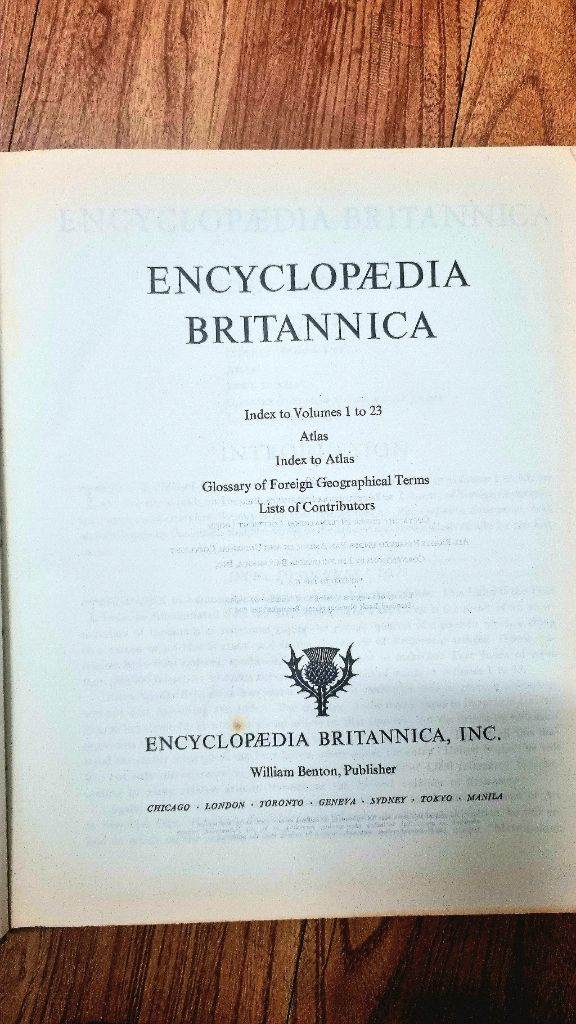 ENCYCLOPÆDIA
BRITANNICA
Index to Volumes 1 to 23
Atlas
Index to Atlas
Glossary of Foreign Geographical Terms
Lists of Contributors
ENCYCLOPÆDIA BRITANNICA, INC.
William Benton, Publisher
CHICAGO · LONDON · TORONTO · GENEVA · SYDNEY · TOKYO · MANILA